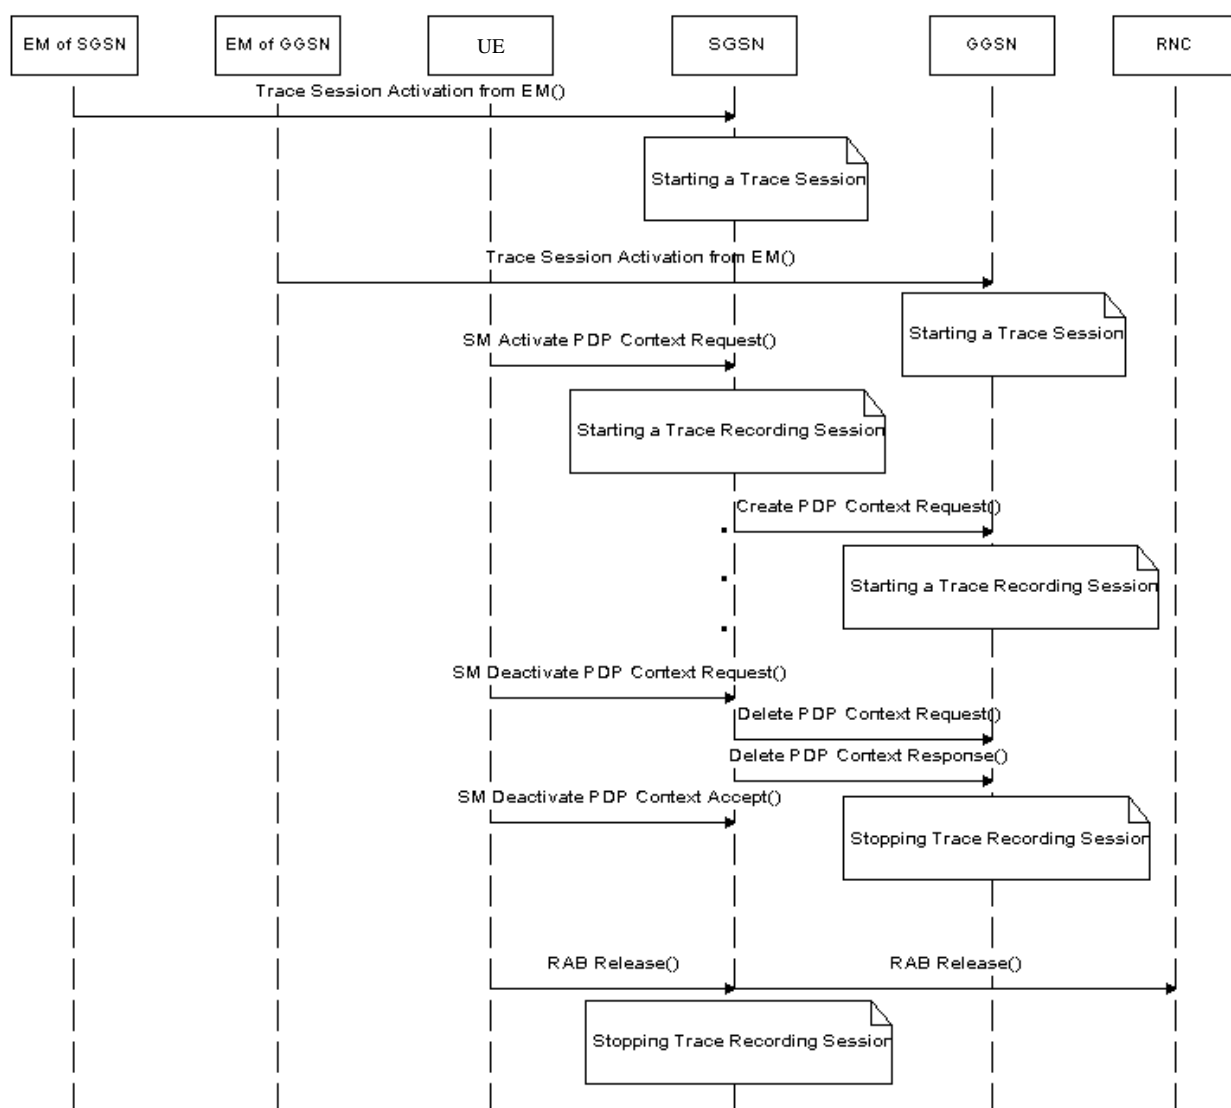 EM of SGSN
EM of GGSN
UE
SGSN
GGSN
RNC
Trace Session Activation from EM()
Starting a Trace Session
Trace Session Activation from EM()
Starting a Trace Session
SM Activate PDP Context Request()
Starting a Trace Recording Session
Create PDP Context Request()
Starting a Trace Recording Session
SM Deactivate PDP Context Request()
Delete PDP Context Request()
Delete PDP Context Response()
SM Deactivate PDP Context Accept()
Stopping Trace Recording Session
RAB Release()
RAB Release()
Stopping Trace Recording Session